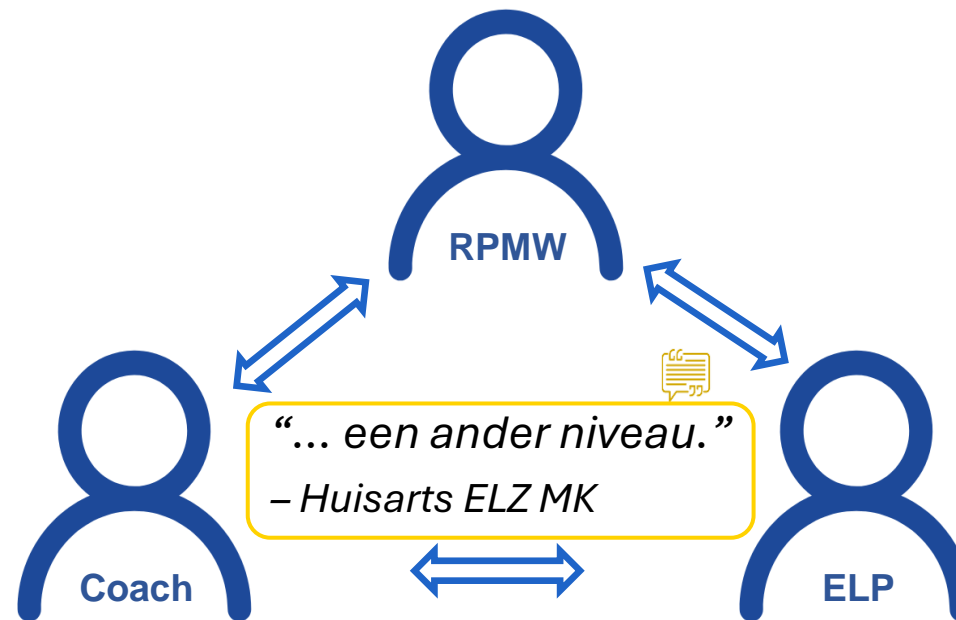 RPMW
“... een ander niveau.”
– Huisarts ELZ MK
Coach
ELP